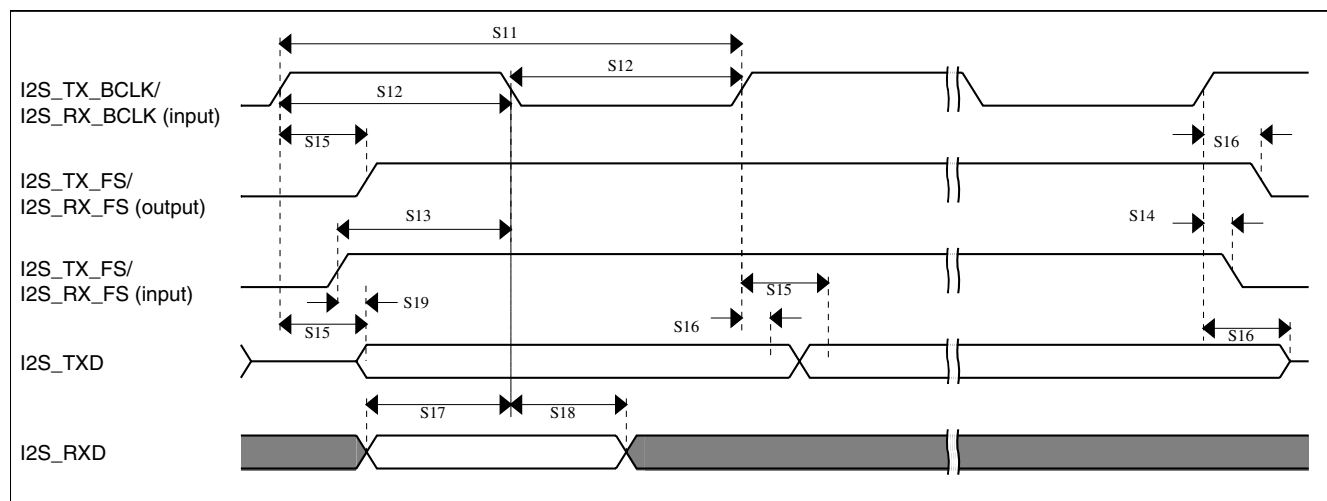 S11
I2S_TX_BCLK/
I2S_RX_BCLK (input)
S12
S12
S15
S16
I2S_TX_FS/
I2S_RX_FS (output)
S13
S14
I2S_TX_FS/
I2S_RX_FS (input)
S19
S15
S15
S16
S16
I2S_TXD
S17
S18
I2S_RXD